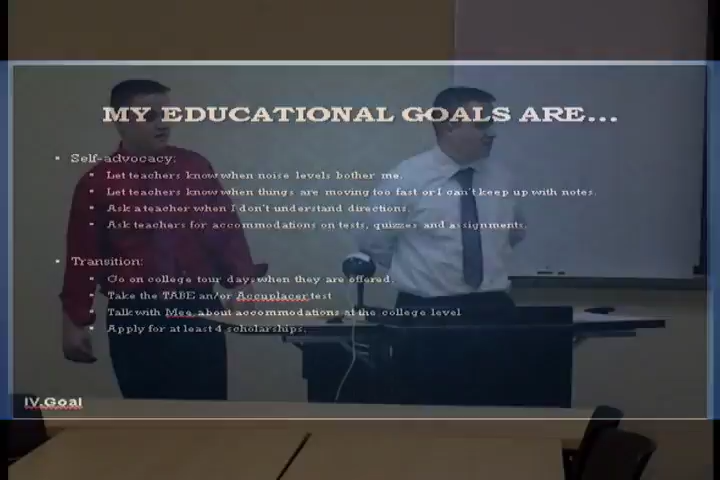 MY EDUCATIONAL GOALS ARE...
▪ Self-advocacy:
▪ Let teachers know when noise levels bother me.
▪ Let teachers know when things are moving too fast or I can't keep up with notes.
▪ Ask a teacher when I don't understand directions.
▪ Ask teachers for accommodations on tests, quizzes and assignments.
▪ Transition:
▪ Go on college tour days when they are offered.
▪ Take the TABE an/or Accuplacer test
▪ Talk with Mee about accommodations at the college level
▪ Apply for at least 4 scholarships.
IV.Goal